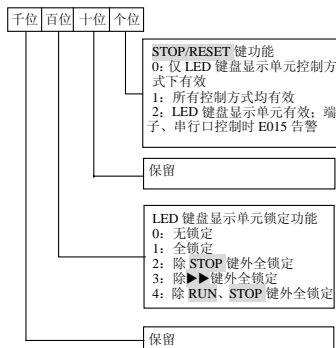 千位 百位 十位 个位
STOP/RESET 键功能
0：仅 LED 键盘显示单元控制方
式下有效
1：所有控制方式均有效
2：LED 键盘显示单元有效；端
子、串行口控制时 E015 告警
保留
LED 键盘显示单元锁定功能
0：无锁定
1：全锁定
2：除 STOP 键外全锁定
3：除▶▶键外全锁定
4：除 RUN、STOP 键外全锁定
保留